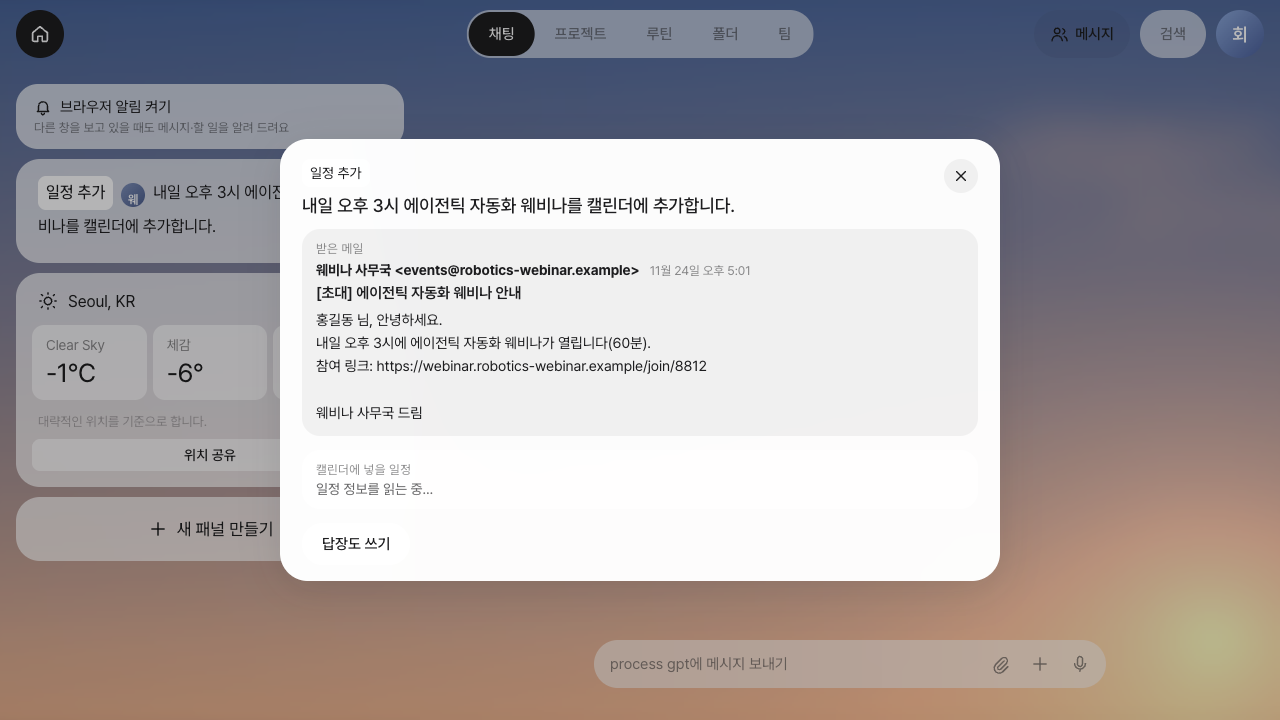 채팅
프로젝트
루틴
폴더
팀
메시지
검색
회
브라우저 알림 켜기
다른 창을 보고 있을 때도 메시지·할 일을 알려 드려요
일정 추가
웨
내일 오후 3시
비나를 캘린더에 추가합니다.
Seoul, KR
Clear Sky
-1°C
체감
-6°
대략적인 위치를 기준으로 합니다.
위치 공유
새 패널 만들기
일정 추가
내일 오후 3시 에이전틱 자동화 웨비나를 캘린더에 추가합니다.
받은 메일
웨비나 사무국 <events@robotics-webinar.example> 11월 24일 오후 5:01
[초대] 에이전틱 자동화 웨비나 안내
홍길동 님, 안녕하세요.
내일 오후 3시에 에이전틱 자동화 웨비나가 열립니다(60분).
참여 링크: https://webinar.robotics-webinar.example/join/8812
웨비나 사무국 드림
캘린더에 넣을 일정
일정 정보를 읽는 중...
답장도 쓰기
process gpt에 메시지 보내기